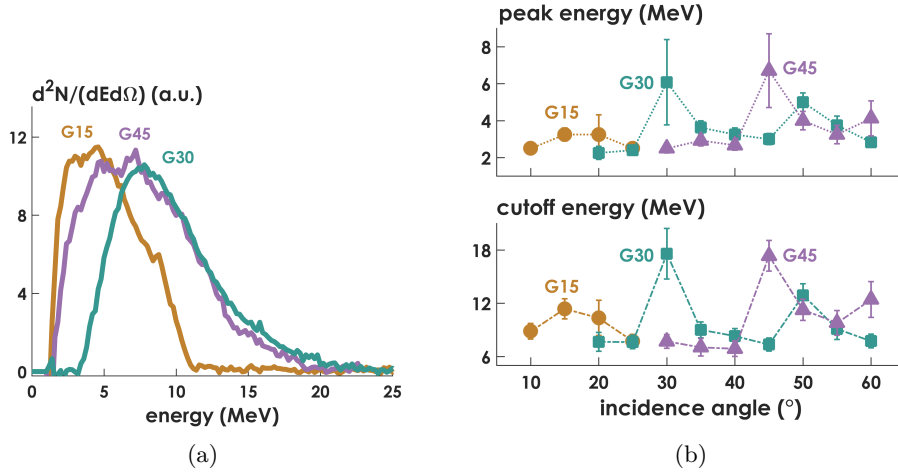 d²N/(dEdΩ) (a.u.)
G15
G45
G30
12
8
4
0
0 5 10 15 20 25
energy (MeV)
(a)
peak energy (MeV)
8
6
4
2
G15
G30
G45
cutoff energy (MeV)
18
12
6
G15
G30
G45
10 20 30 40 50 60
incidence angle (°)
(b)